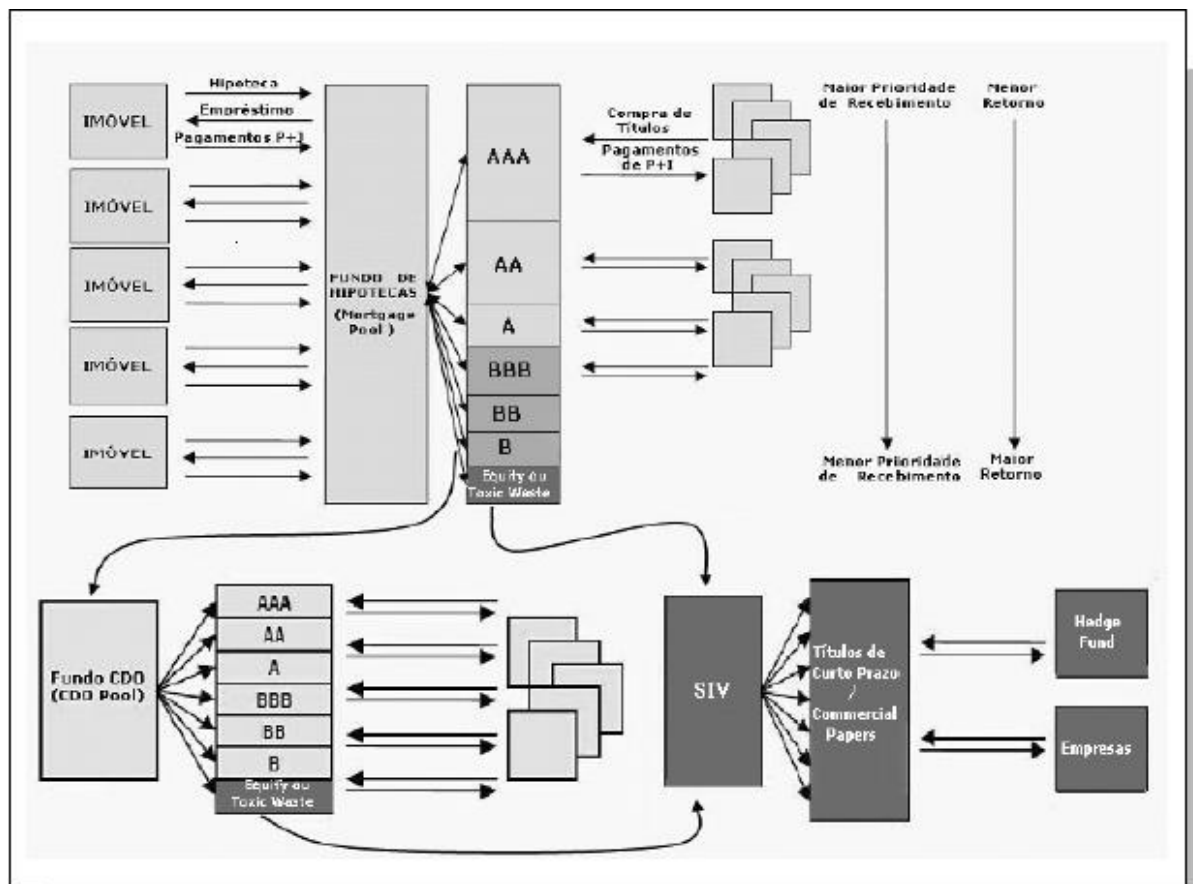 Hipoteca
Empréstimo
Pagamentos P+I
IMÓVEL
IMÓVEL
IMÓVEL
IMÓVEL
IMÓVEL
FUNDO DE
HIPOTECAS
(Mortgage
Pool)
AAA
AA
A
BBB
BB
B
Equity ou
Toxic Waste
Compra de
Títulos
Pagamentos
de P+I
Maior Prioridade
de Recebimento
Menor
Retorno
Menor Prioridade
de Recebimento
Maior
Retorno
Fundo CDO
(CDO Pool)
AAA
AA
A
BBB
BB
B
Equity ou
Toxic Waste
SIV
Títulos de
Curto Prazo
/
Commercial
Papers
Hedge
Fund
Empresas